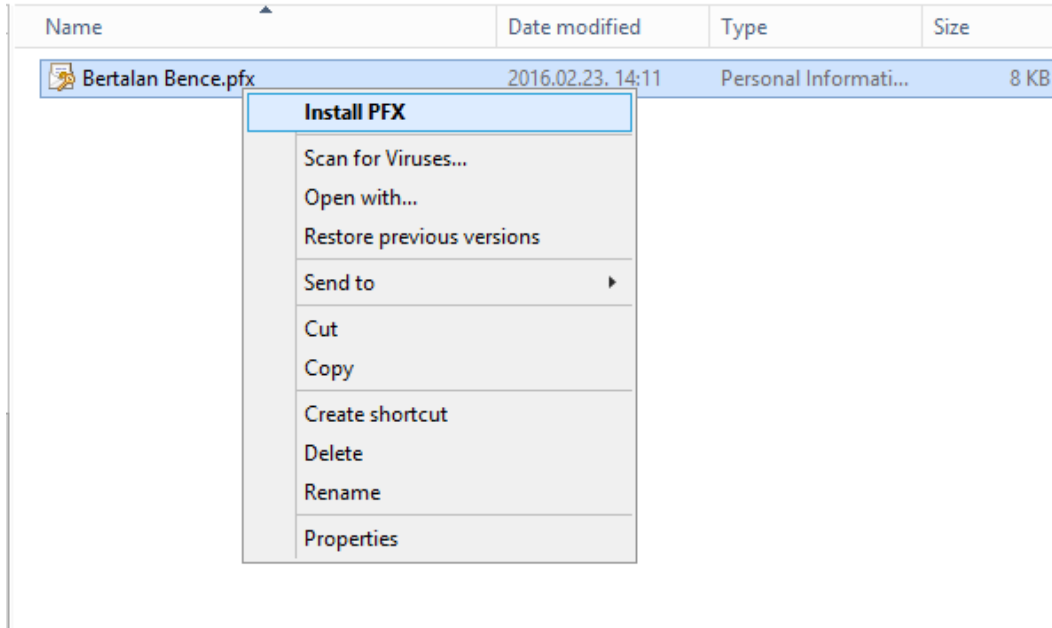 Name Date modified Type Size
Bertalan Bence.pfx 2016.02.23. 14:11 Personal Informati... 8 KB
Install PFX
Scan for Viruses...
Open with...
Restore previous versions
Send to
Cut
Copy
Create shortcut
Delete
Rename
Properties